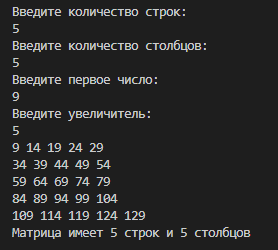 Введите количество строк:
5
Введите количество столбцов:
5
Введите первое число:
9
Введите увеличитель:
5
9 14 19 24 29
34 39 44 49 54
59 64 69 74 79
84 89 94 99 104
109 114 119 124 129
Матрица имеет 5 строк и 5 столбцов